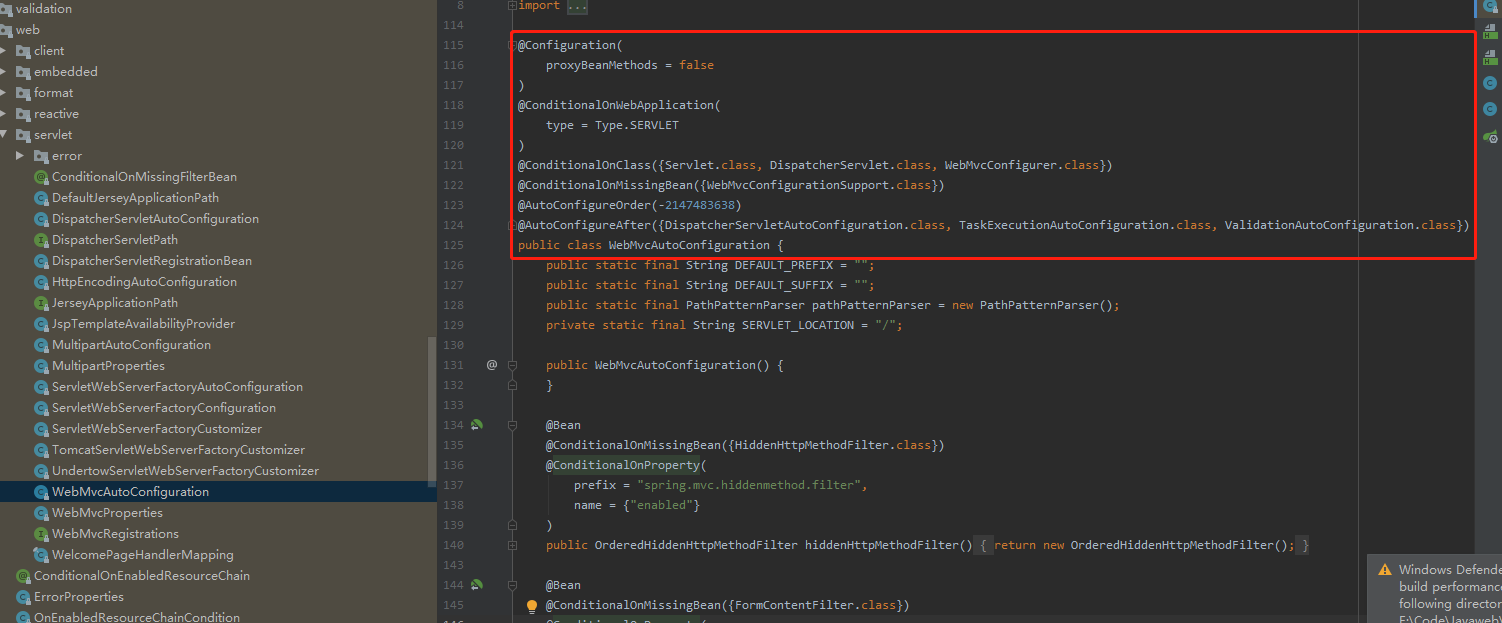 validation
web
client
embedded
format
reactive
servlet
error
ConditionalOnMissingFilterBean
DefaultJerseyApplicationPath
DispatcherServletAutoConfiguration
DispatcherServletPath
DispatcherServletRegistrationBean
HttpEncodingAutoConfiguration
JerseyApplicationPath
JspTemplateAvailabilityProvider
MultipartAutoConfiguration
MultipartProperties
ServletWebServerFactoryAutoConfiguration
ServletWebServerFactoryConfiguration
ServletWebServerFactoryCustomizer
TomcatServletWebServerFactoryCustomizer
UndertowServletWebServerFactoryCustomizer
WebMvcAutoConfiguration
WebMvcProperties
WebMvcRegistrations
WelcomePageHandlerMapping
ConditionalOnEnabledResourceChain
ErrorProperties
OnEnabledResourceChainCondition
8 import ...
114
115 @Configuration(
116 proxyBeanMethods = false
117 )
118 @ConditionalOnWebApplication(
119 type = Type.SERVLET
120 )
121 @ConditionalOnClass({Servlet.class, DispatcherServlet.class, WebMvcConfigurer.class})
122 @ConditionalOnMissingBean({WebMvcConfigurationSupport.class})
123 @AutoConfigureOrder(-2147483638)
124 @AutoConfigureAfter({DispatcherServletAutoConfiguration.class, TaskExecutionAutoConfiguration.class, ValidationAutoConfiguration.class})
125 public class WebMvcAutoConfiguration {
126 public static final String DEFAULT_PREFIX = "";
127 public static final String DEFAULT_SUFFIX = "";
128 public static final PathPatternParser pathPatternParser = new PathPatternParser();
129 private static final String SERVLET_LOCATION = "/";
130
131 @ public WebMvcAutoConfiguration() {
132 }
133
134 @Bean
135 @ConditionalOnMissingBean({HiddenHttpMethodFilter.class})
136 @ConditionalOnProperty(
137 prefix = "spring.mvc.hiddenmethod.filter",
138 name = {"enabled"}
139 )
140 public OrderedHiddenHttpMethodFilter hiddenHttpMethodFilter() { return new OrderedHiddenHttpMethodFilter(); }
143
144 @Bean
145 @ConditionalOnMissingBean({FormContentFilter.class})
Windows Defende
build performance
following director